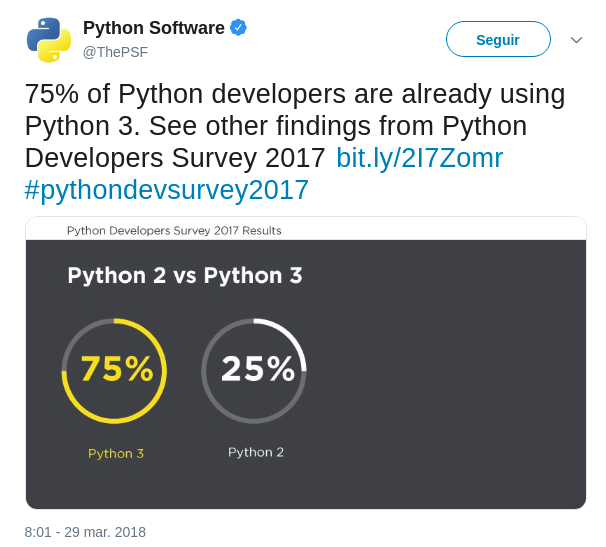 Python Software
@ThePSF
Seguir
75% of Python developers are already using
Python 3. See other findings from Python
Developers Survey 2017 bit.ly/2I7Zomr
#pythondevsurvey2017
Python Developers Survey 2017 Results
Python 2 vs Python 3
75% 25%
Python 3 Python 2
8:01 - 29 mar. 2018